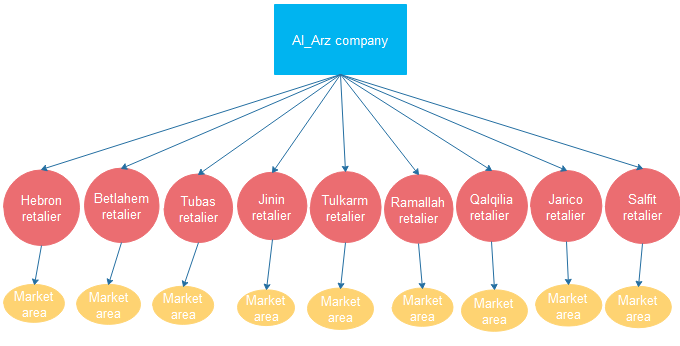 Al_Arz company
Hebron
retalier
Betlahem
retalier
Tubas
retalier
Jinin
retalier
Tulkarm
retalier
Ramallah
retalier
Qalqilia
retalier
Jarico
retalier
Salfit
retalier
Market
area
Market
area
Market
area
Market
area
Market
area
Market
area
Market
area
Market
area
Market
area